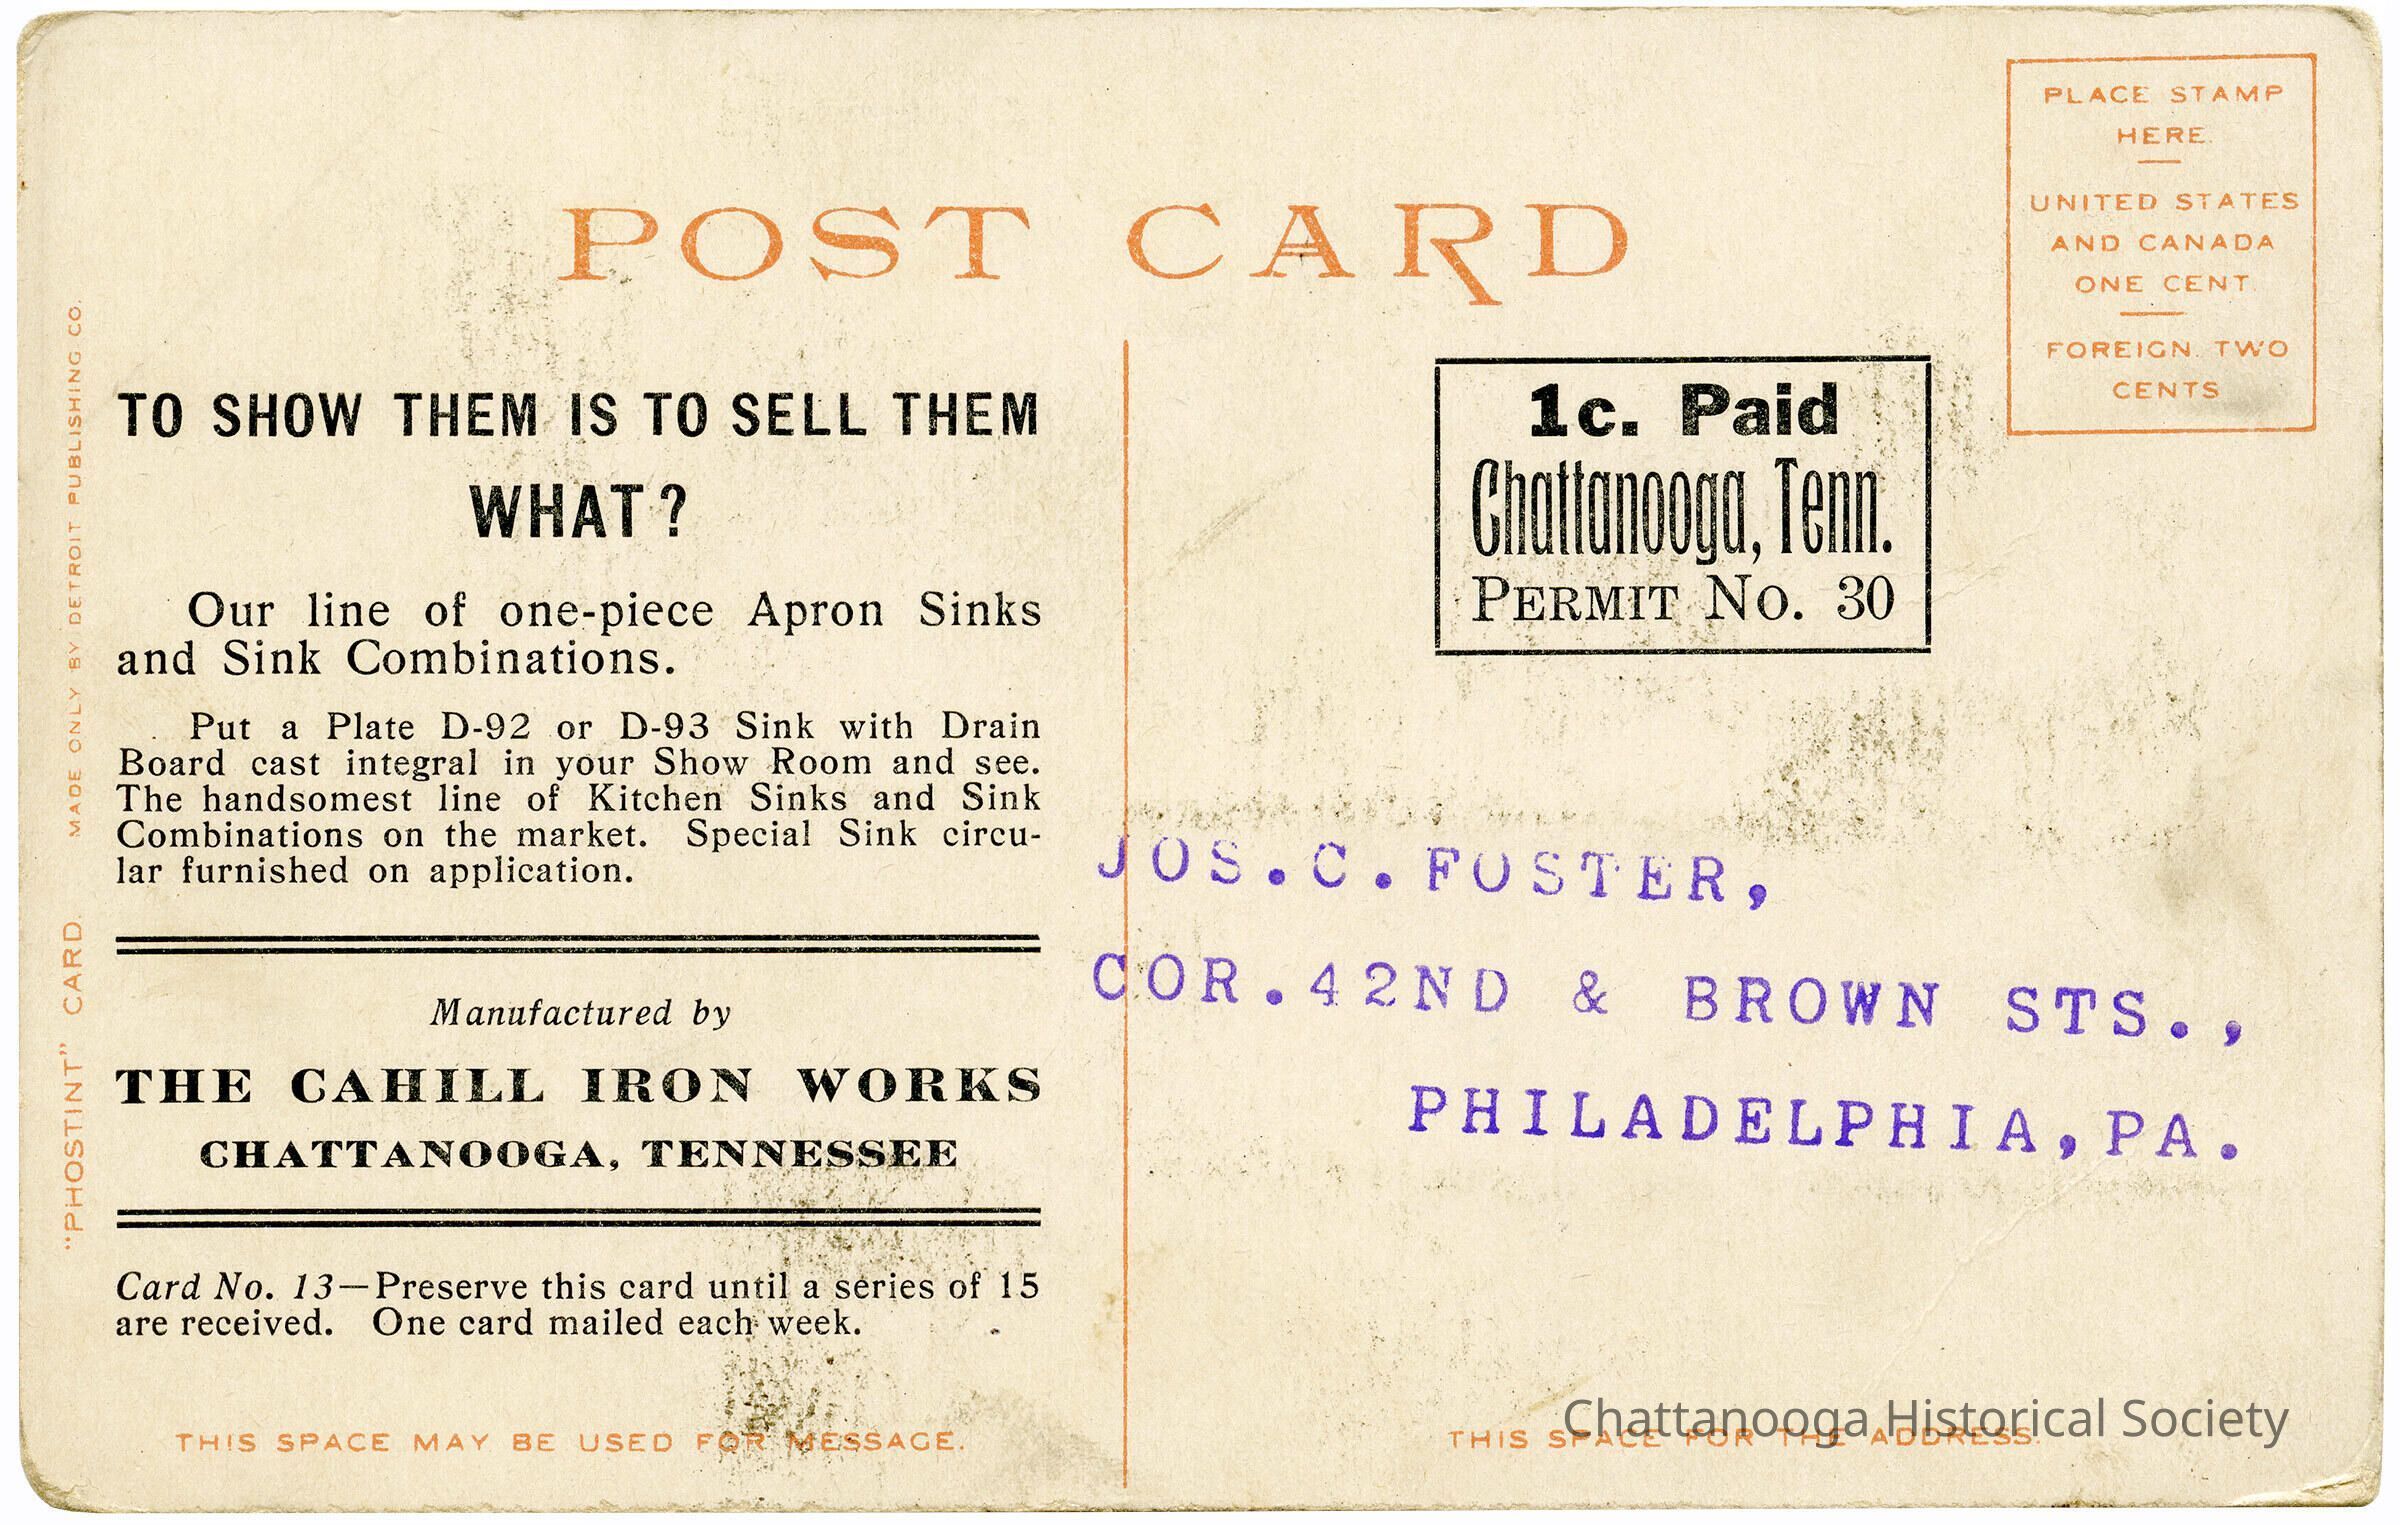 POST CARD
PLACE STAMP
HERE.
UNITED STATES
AND CANADA
ONE CENT.
FOREIGN. TWO
CENTS
"PHOSTINT" CARD. MADE ONLY BY DETROIT PUBLISHING CO.
TO SHOW THEM IS TO SELL THEM
WHAT?
Our line of one-piece Apron Sinks
and Sink Combinations.
Put a Plate D-92 or D-93 Sink with Drain
Board cast integral in your Show Room and see.
The handsomest line of Kitchen Sinks and Sink
Combinations on the market. Special Sink circu-
lar furnished on application.
Manufactured by
THE CAHILL IRON WORKS
CHATTANOOGA, TENNESSEE
Card No. 13—Preserve this card until a series of 15
are received. One card mailed each week.
THIS SPACE MAY BE USED FOR MESSAGE.
1c. Paid
Chattanooga, Tenn.
PERMIT No. 30
JOS.C.FOSTER,
COR.42ND & BROWN STS.,
PHILADELPHIA,PA.
THIS SPACE FOR THE ADDRESS.
Chattanooga Historical Society